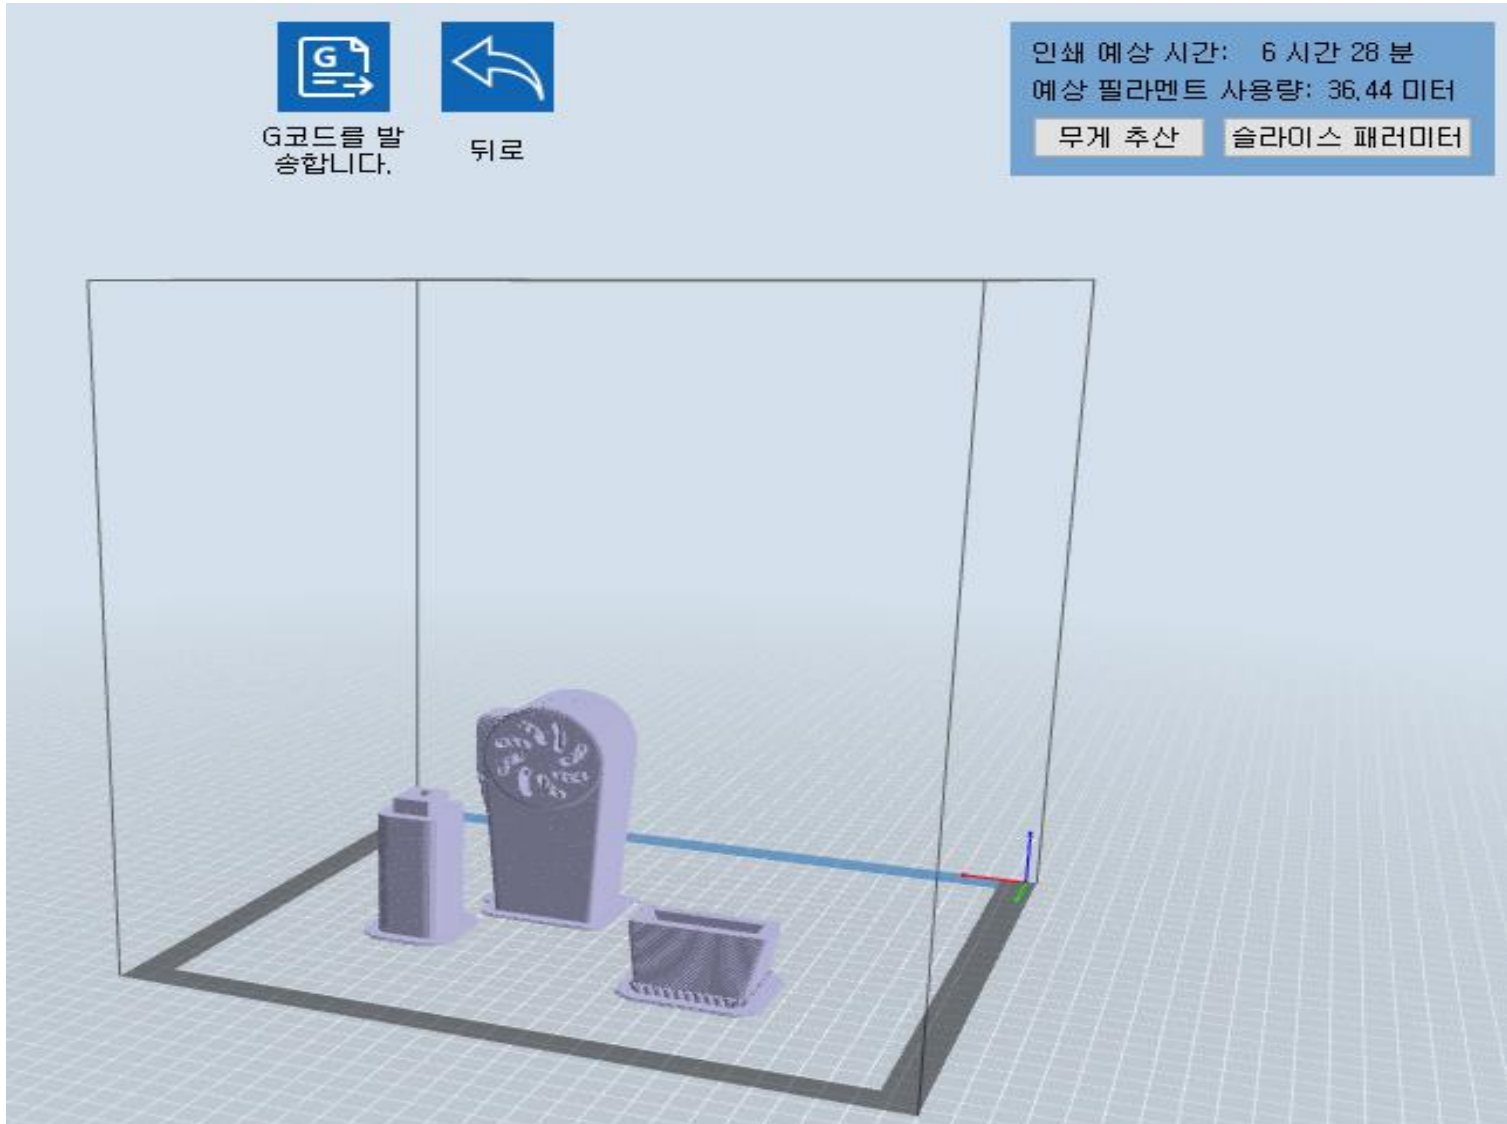 G
G코드를 발
송합니다.
뒤로
인쇄 예상 시간: 6 시간 28 분
예상 필라멘트 사용량: 36.44 미터
무게 추산
슬라이스 패러미터